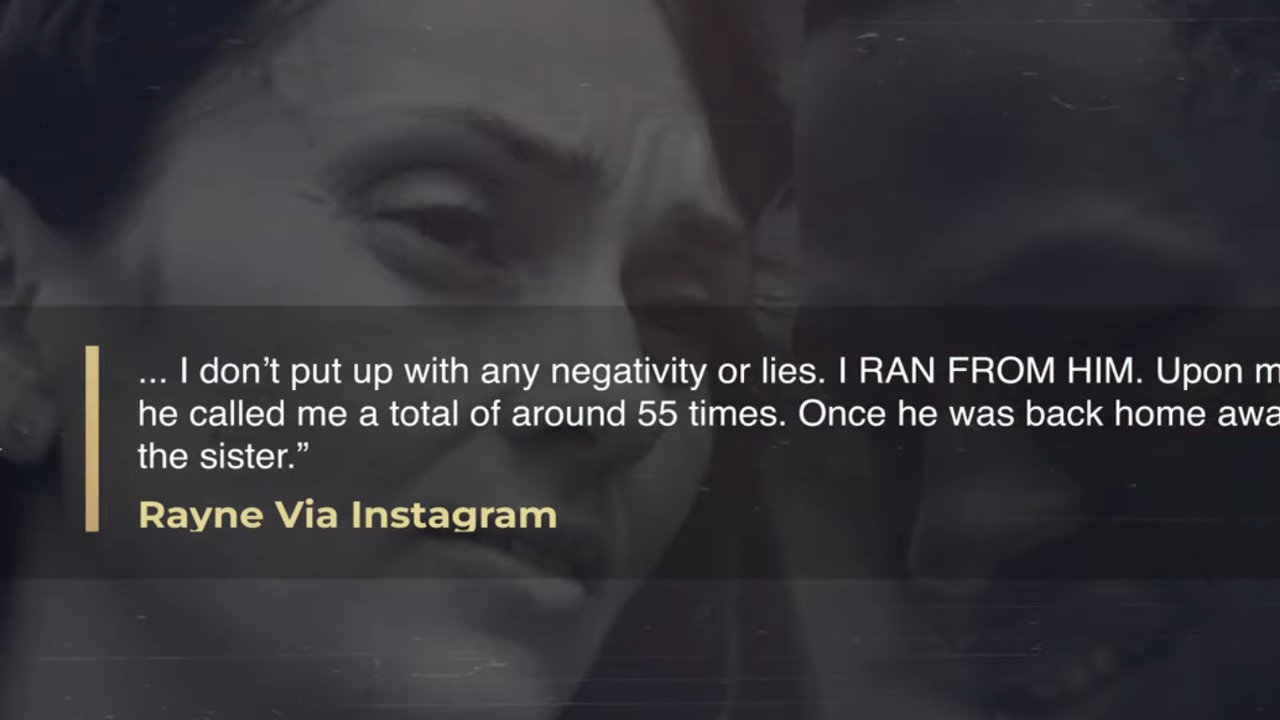 ... I don’t put up with any negativity or lies. I RAN FROM HIM. Upon
he called me a total of around 55 times. Once he was back home
the sister.”
Rayne Via Instagram